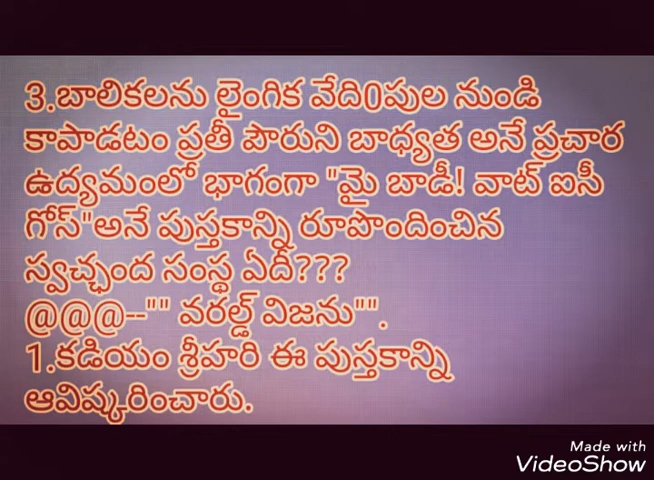 3.బాలికలను లైంగిక వేది0పుల నుండి
కాపాడటం ప్రతీ పౌరుని బాధ్యత అనే ప్రచార
ఉద్యమంలో భాగంగా "మై బాడీ! వాట్ ఐసీ
గోస్"అనే పుస్తకాన్ని రూపొందించిన
స్వచ్ఛంద సంస్థ ఏదీ???
@@@--"" వరల్డ్ విజను"".
1.కడియం శ్రీహరి ఈ పుస్తకాన్ని
ఆవిష్కరించారు.
Made with
VideoShow